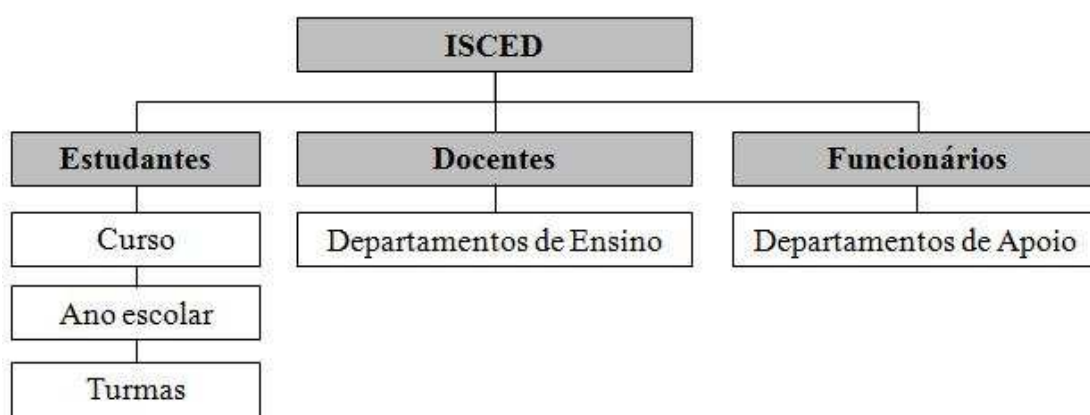 ISCED
Estudantes
Docentes
Funcionários
Curso
Departamentos de Ensino
Departamentos de Apoio
Ano escolar
Turmas